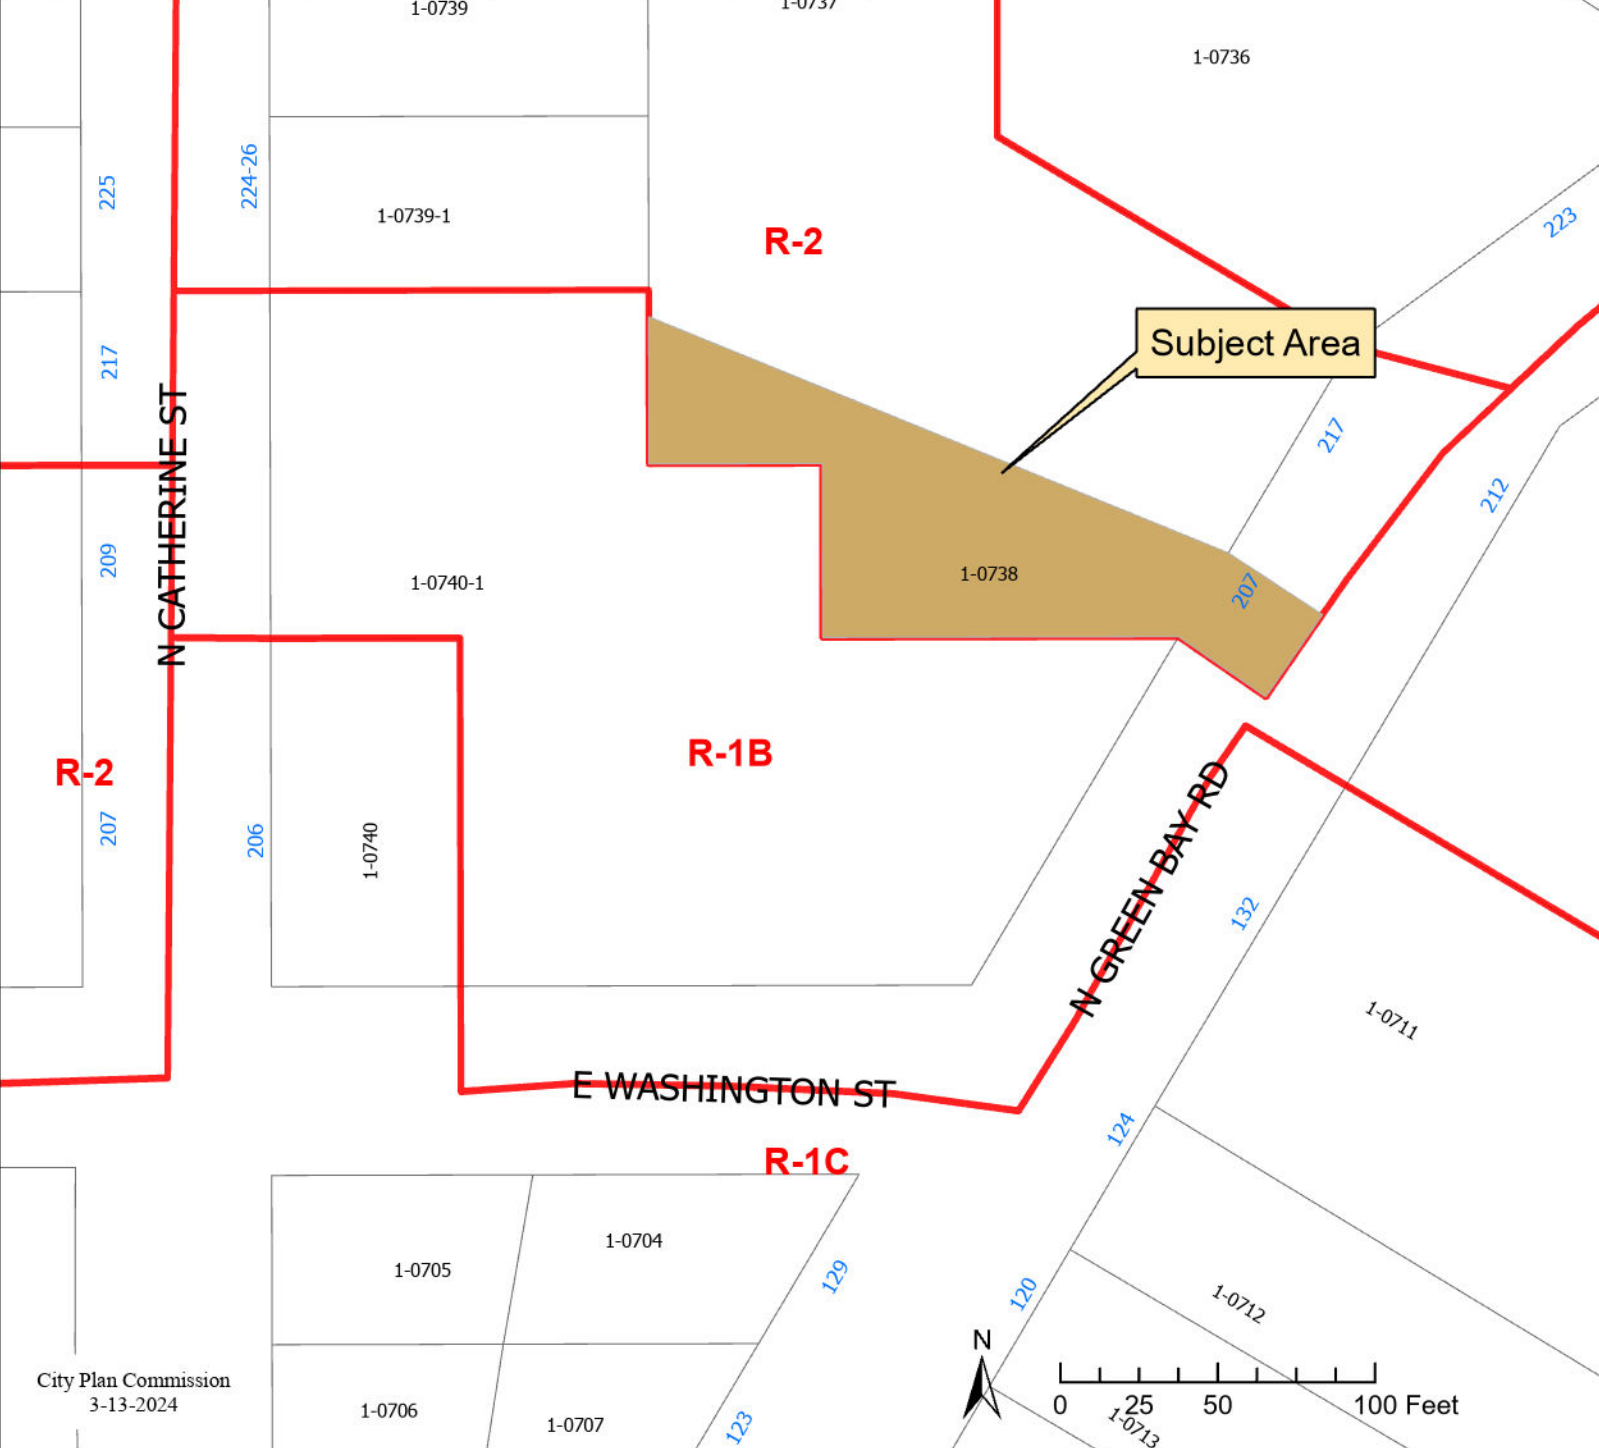 1-0739
1-0737
1-0736
225
224-26
1-0739-1
223
R-2
Subject Area
217
217
212
N CATHERINE ST
209
1-0740-1
1-0738
207
R-1B
R-2
207
206
1-0740
N GREEN BAY RD
132
1-0711
E WASHINGTON ST
124
R-1C
1-0704
1-0705
129
120
1-0712
N
City Plan Commission
3-13-2024
0 25 50 100 Feet
1-0706
1-0707
123
1-0713